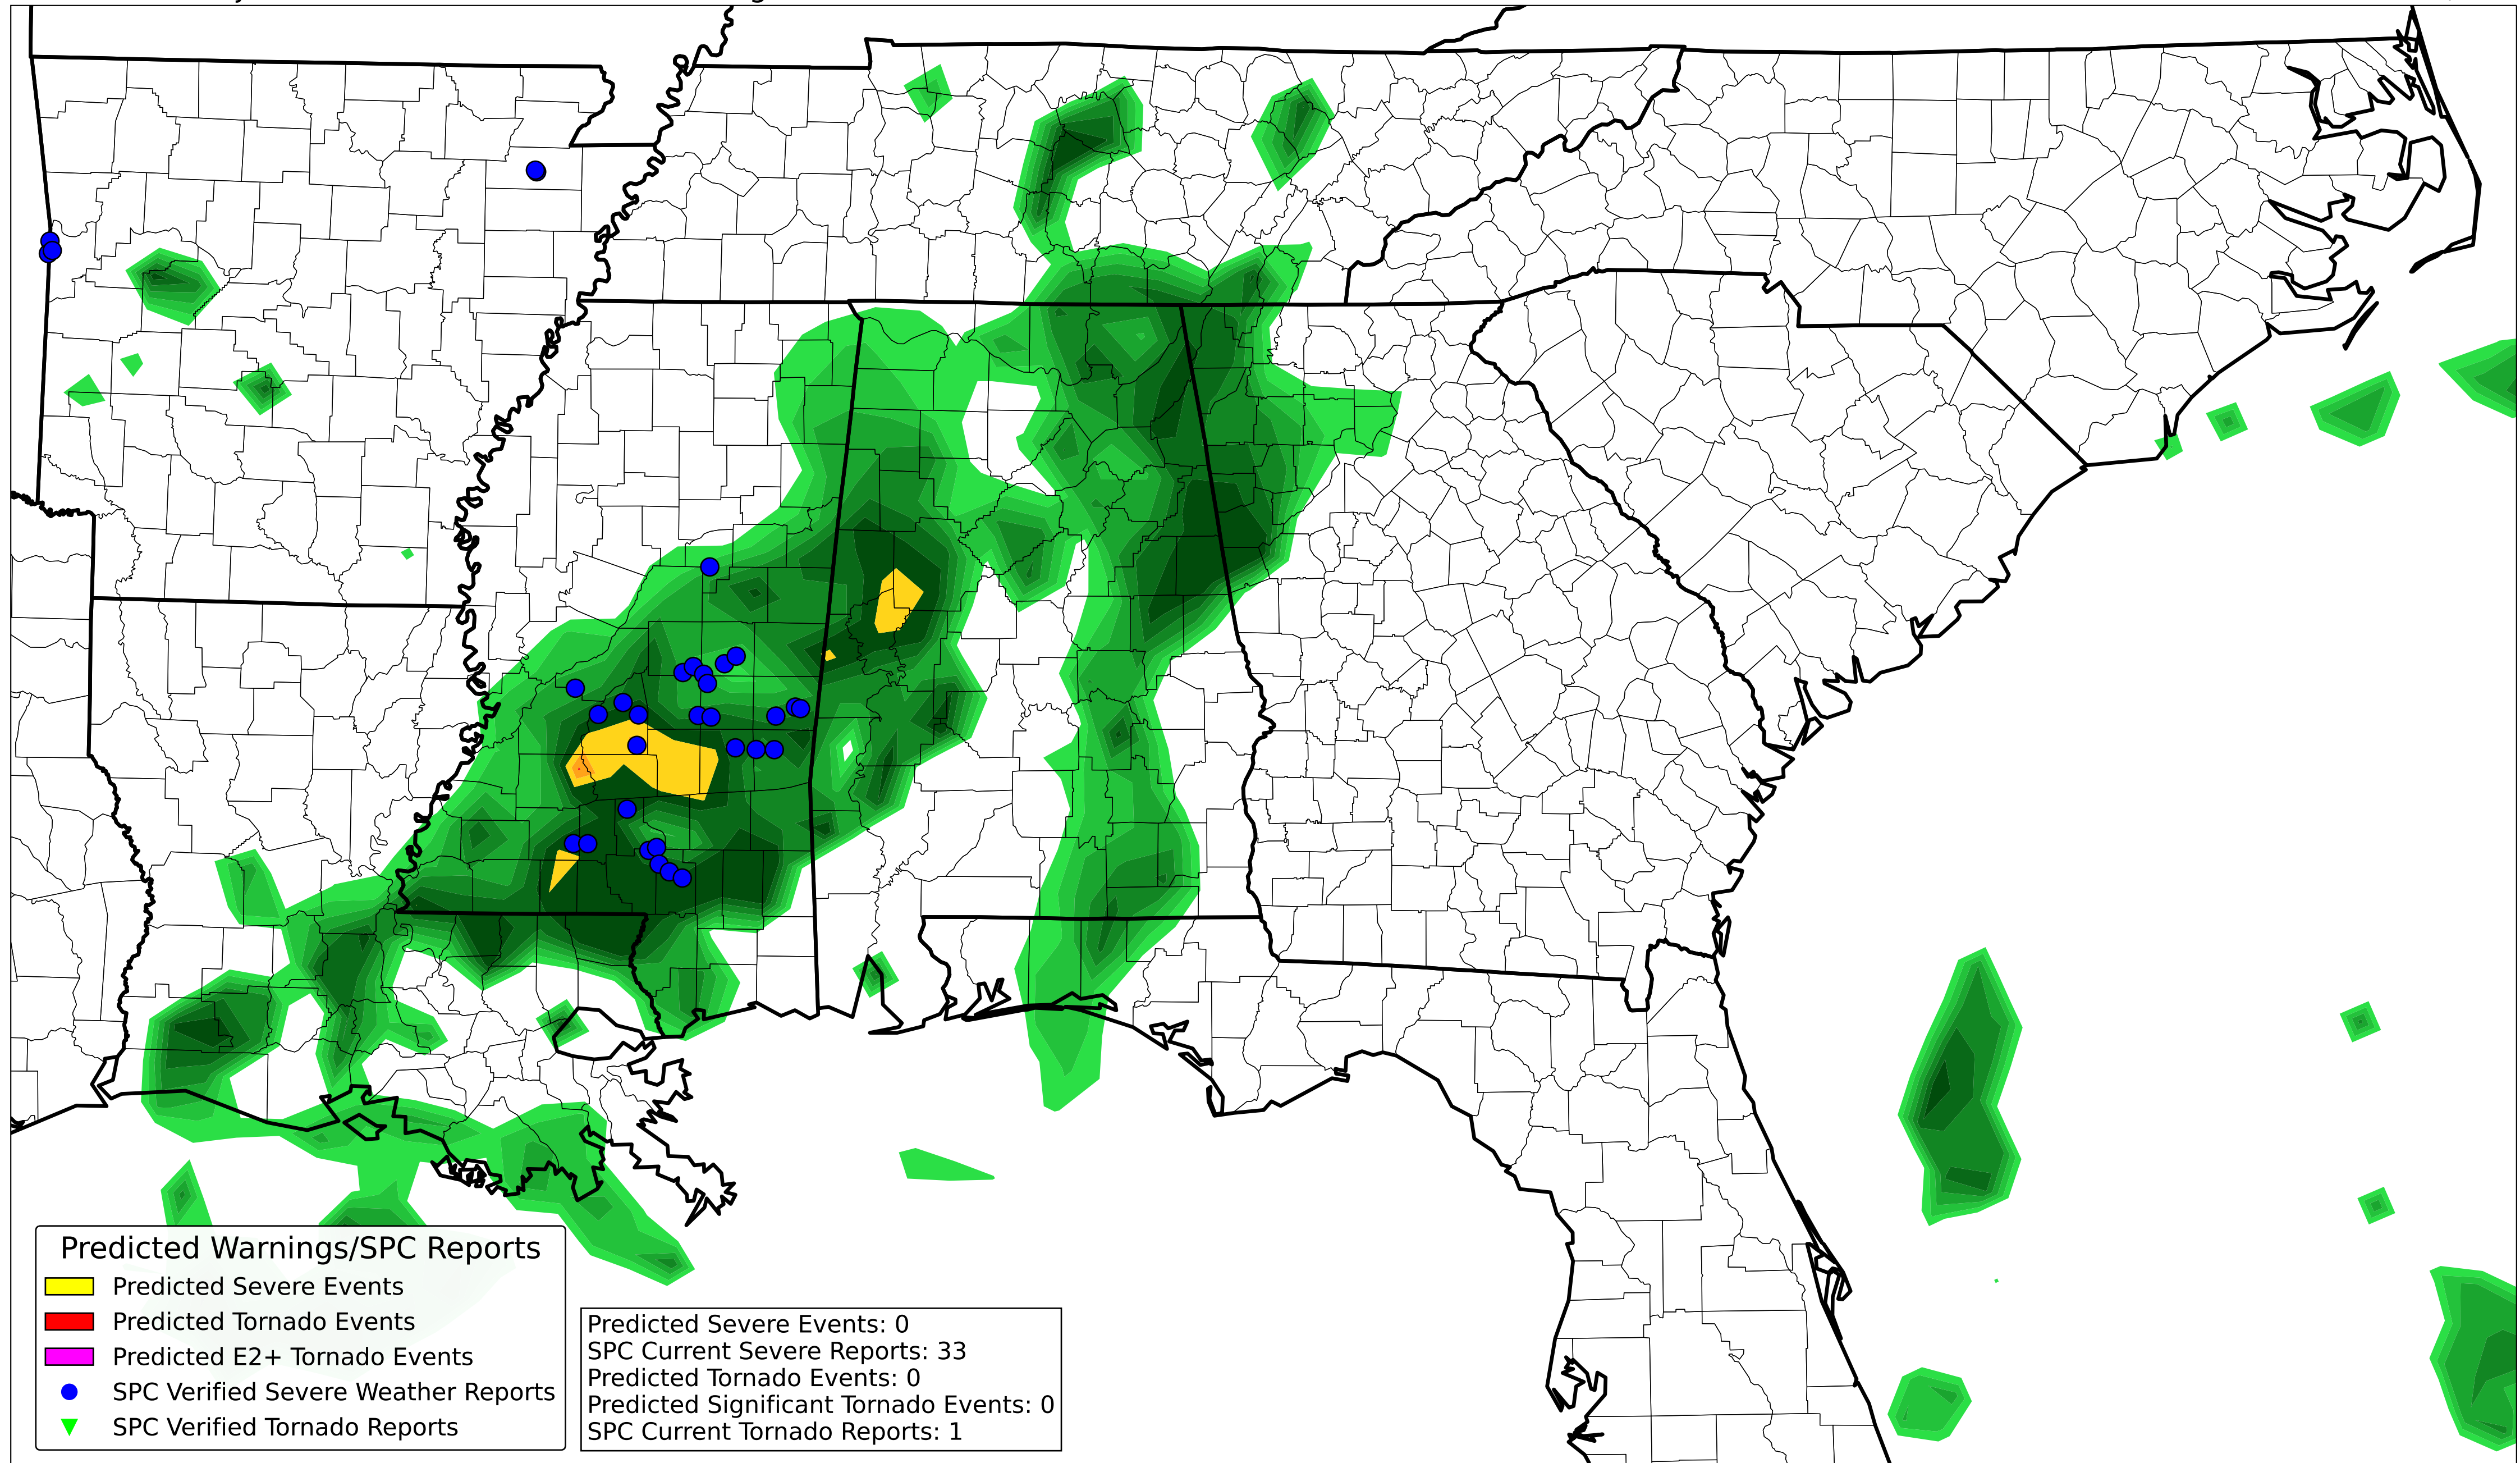 Predicted Warnings/SPC Reports
Predicted Severe Events
Predicted Tornado Events
Predicted E2+ Tornado Events
SPC Verified Severe Weather Reports
SPC Verified Tornado Reports
Predicted Severe Events: 0
SPC Current Severe Reports: 33
Predicted Tornado Events: 0
Predicted Significant Tornado Events: 0
SPC Current Tornado Reports: 1